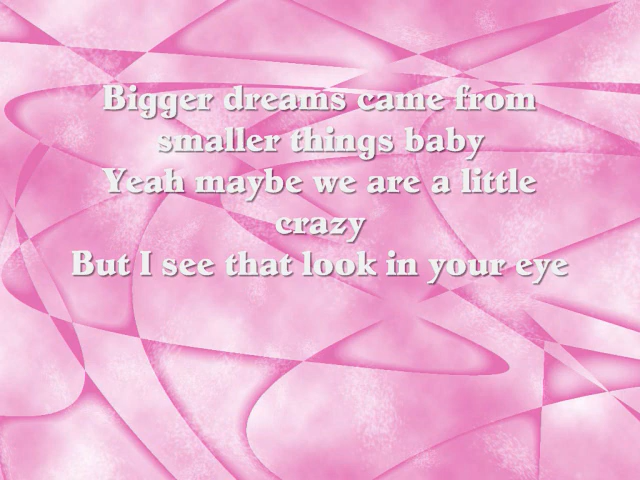 Bigger dreams came from
smaller things baby
Yeah maybe we are a little
crazy
But I see that look in your eye